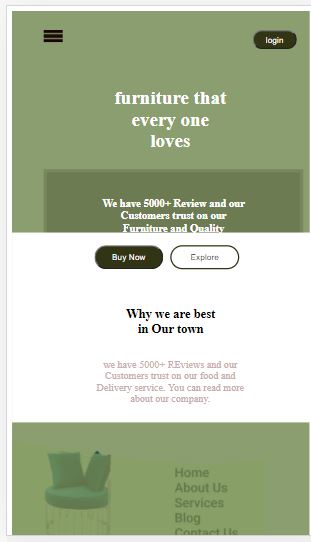 login
furniture that
every one
loves
We have 5000+ Review and our
Customers trust on our
Furniture and Quality
Buy Now
Explore
Why we are best
in Our town
we have 5000+ REviews and our
Customers trust on our food and
Delivery service. You can read more
about our company.
Home
About Us
Services
Blog
Contact Us